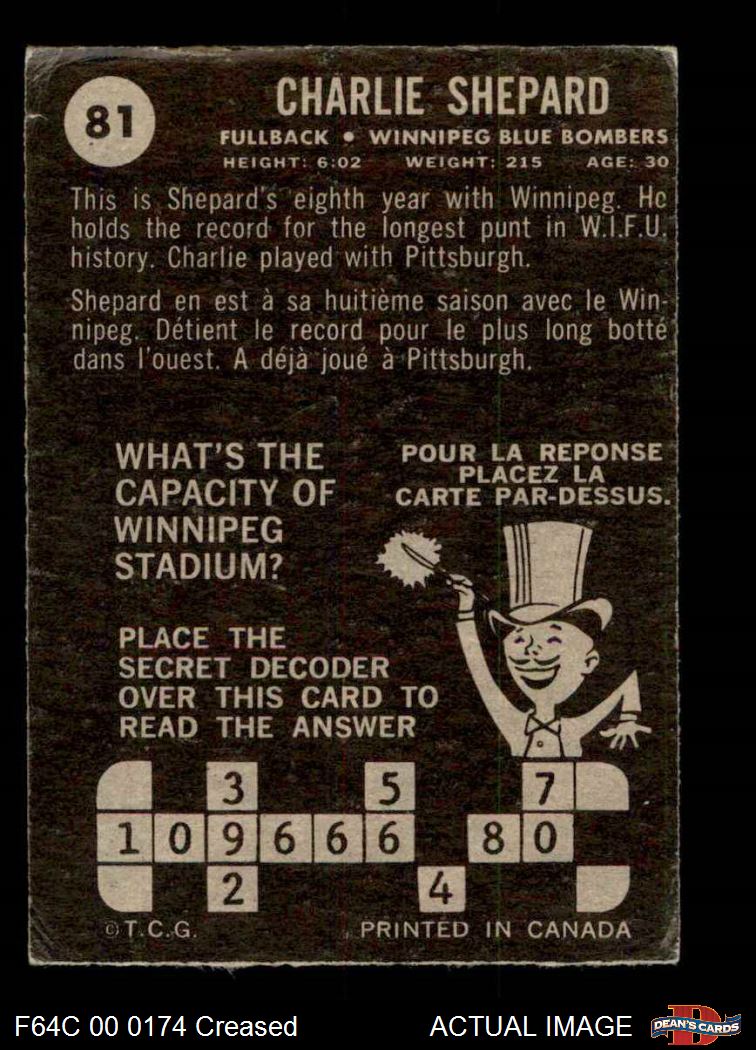 81
CHARLIE SHEPARD
FULLBACK • WINNIPEG BLUE BOMBERS
HEIGHT: 6:02 WEIGHT: 215 AGE: 30
This is Shepard's eighth year with Winnipeg. He
holds the record for the longest punt in W.I.F.U.
history. Charlie played with Pittsburgh.
Shepard en est à sa huitième saison avec le Win-
nipeg. Détient le record pour le plus long botté
dans l'ouest. A déjà joué à Pittsburgh.
WHAT'S THE
CAPACITY OF
WINNIPEG
STADIUM?
POUR LA REPONSE
PLACEZ LA
CARTE PAR-DESSUS.
PLACE THE
SECRET DECODER
OVER THIS CARD TO
READ THE ANSWER
3 5 7
1 0 9 6 6 6 8 0
2 4
©T.C.G. PRINTED IN CANADA
F64C 00 0174 Creased ACTUAL IMAGE DEAN'S CARDS